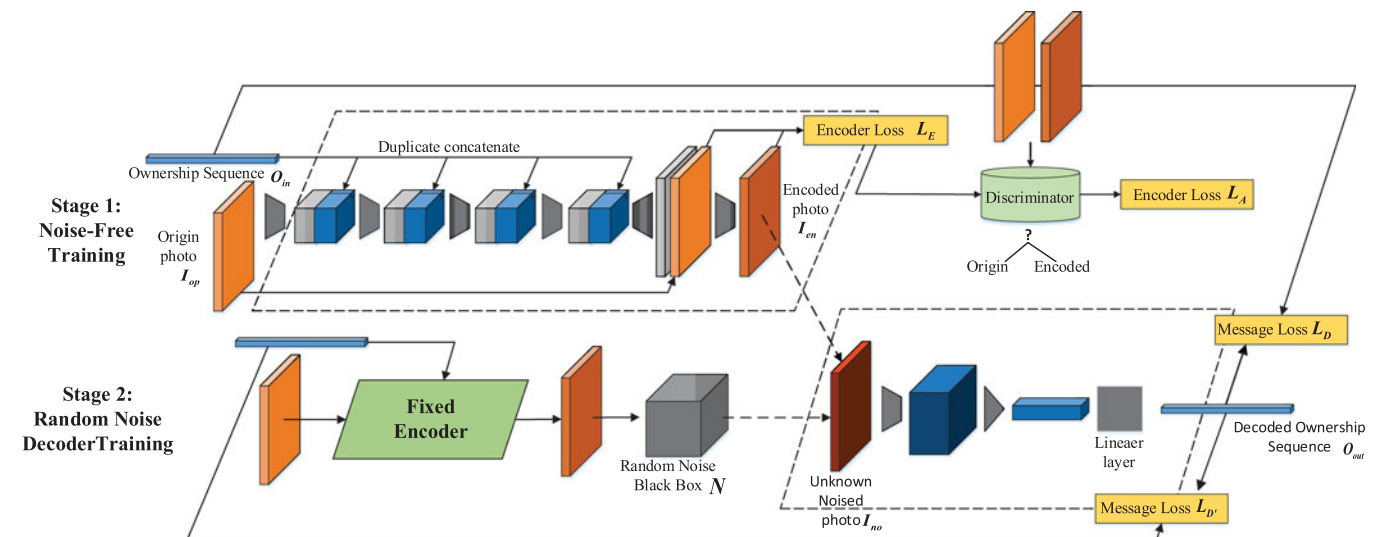 Encoder Loss L_E
Duplicate concatenate
Ownership Sequence O_in
Stage 1:
Noise-Free
Training
Origin
photo
I_op
Encoded
photo
I_en
Discriminator
Encoder Loss L_A
?
Origin
Encoded
Message Loss L_D
Stage 2:
Random Noise
DecoderTraining
Fixed
Encoder
Random Noise
Black Box N
Unknown
Noised
photo I_no
Lineaer
layer
Decoded Ownership
Sequence O_out
Message Loss L_D'